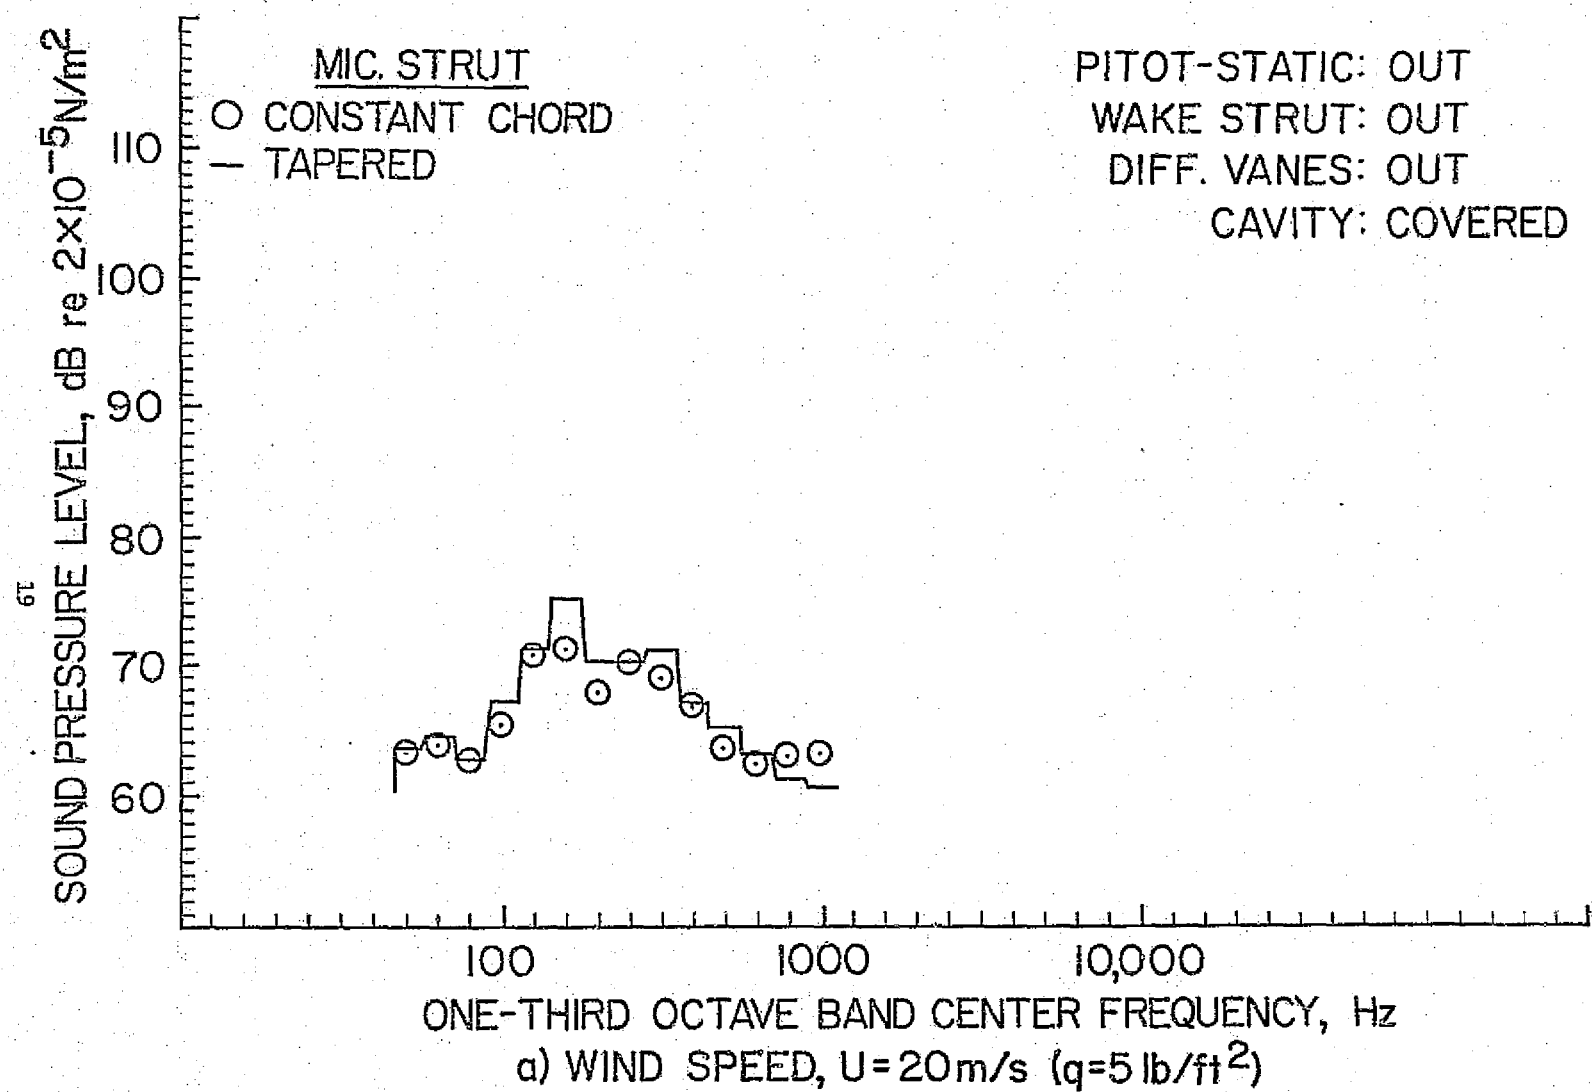 MIC. STRUT
CONSTANT CHORD
TAPERED
PITOT-STATIC: OUT
WAKE STRUT: OUT
DIFF. VANES: OUT
CAVITY: COVERED
SOUND PRESSURE LEVEL, dB re 2×10⁻⁵N/m²
110
100
90
80
70
60
100
1000
10,000
ONE-THIRD OCTAVE BAND CENTER FREQUENCY, Hz
a) WIND SPEED, U=20m/s (q=5 lb/ft²)